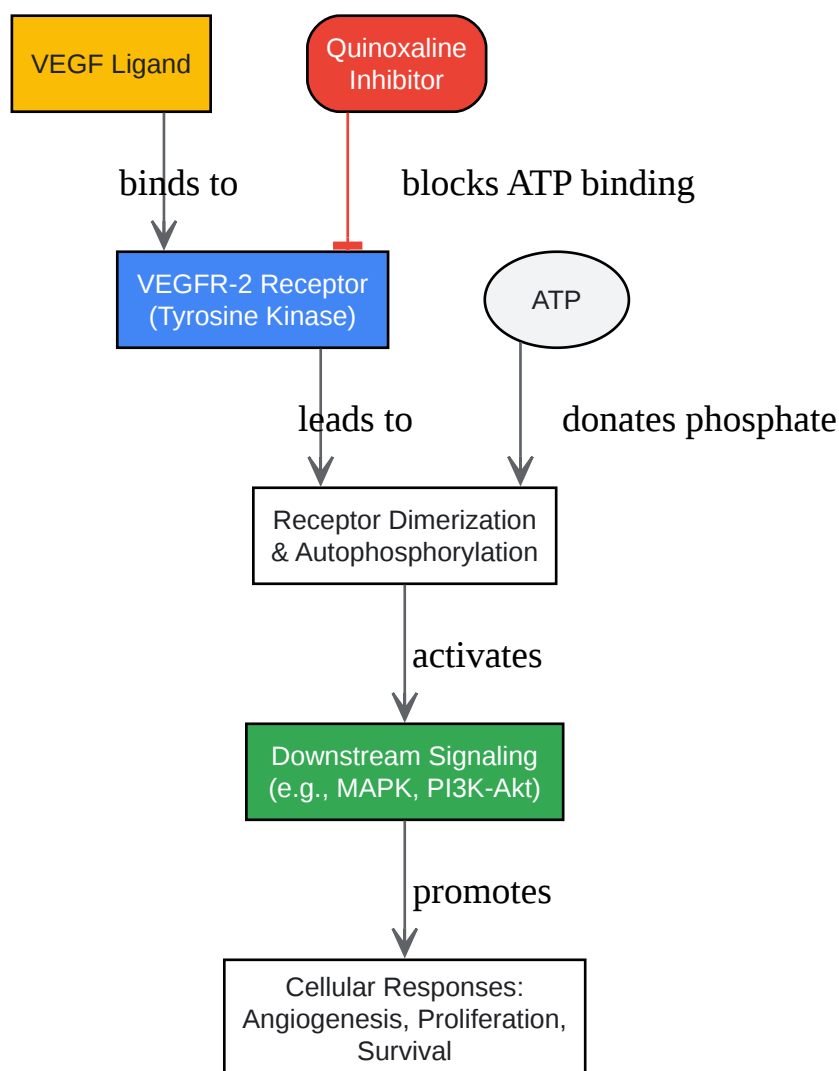 VEGF Ligand
Quinoxaline
Inhibitor
binds to
blocks ATP binding
VEGFR-2 Receptor
(Tyrosine Kinase)
ATP
leads to
donates phosphate
Receptor Dimerization
& Autophosphorylation
activates
Downstream Signaling
(e.g., MAPK, PI3K-Akt)
promotes
Cellular Responses:
Angiogenesis, Proliferation,
Survival